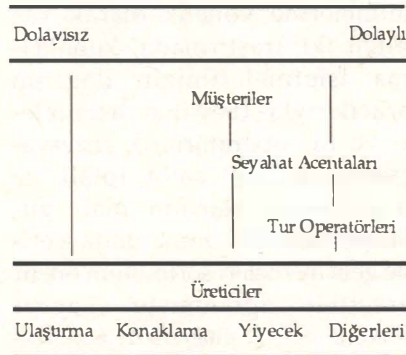 Dolayısız Dolaylı
Müşteriler
Seyahat Acentaları
Tur Operatörleri
Üreticiler
Ulaştırma Konaklama Yiyecek Diğerleri